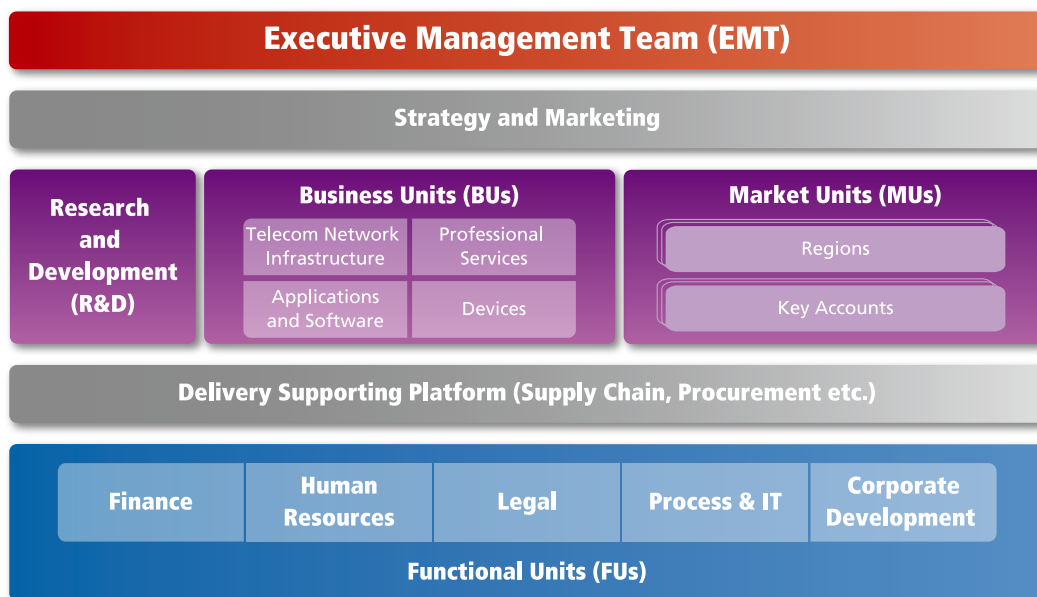 Executive Management Team (EMT)
Strategy and Marketing
Research
and
Development
(R&D)
Business Units (BUs)
Telecom Network
Infrastructure
Professional
Services
Applications
and Software
Devices
Market Units (MUs)
Regions
Key Accounts
Delivery Supporting Platform (Supply Chain, Procurement etc.)
Finance
Human
Resources
Legal
Process & IT
Corporate
Development
Functional Units (FUs)